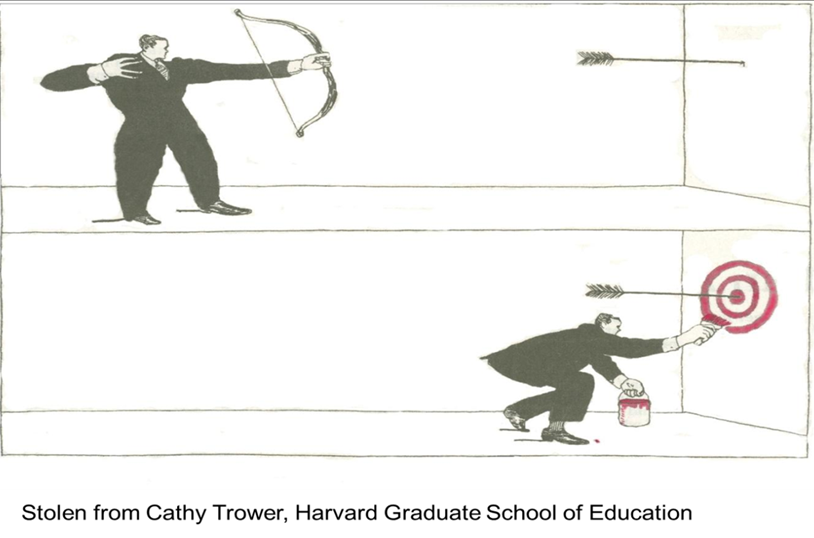 Stolen from Cathy Trower, Harvard Graduate School of Education